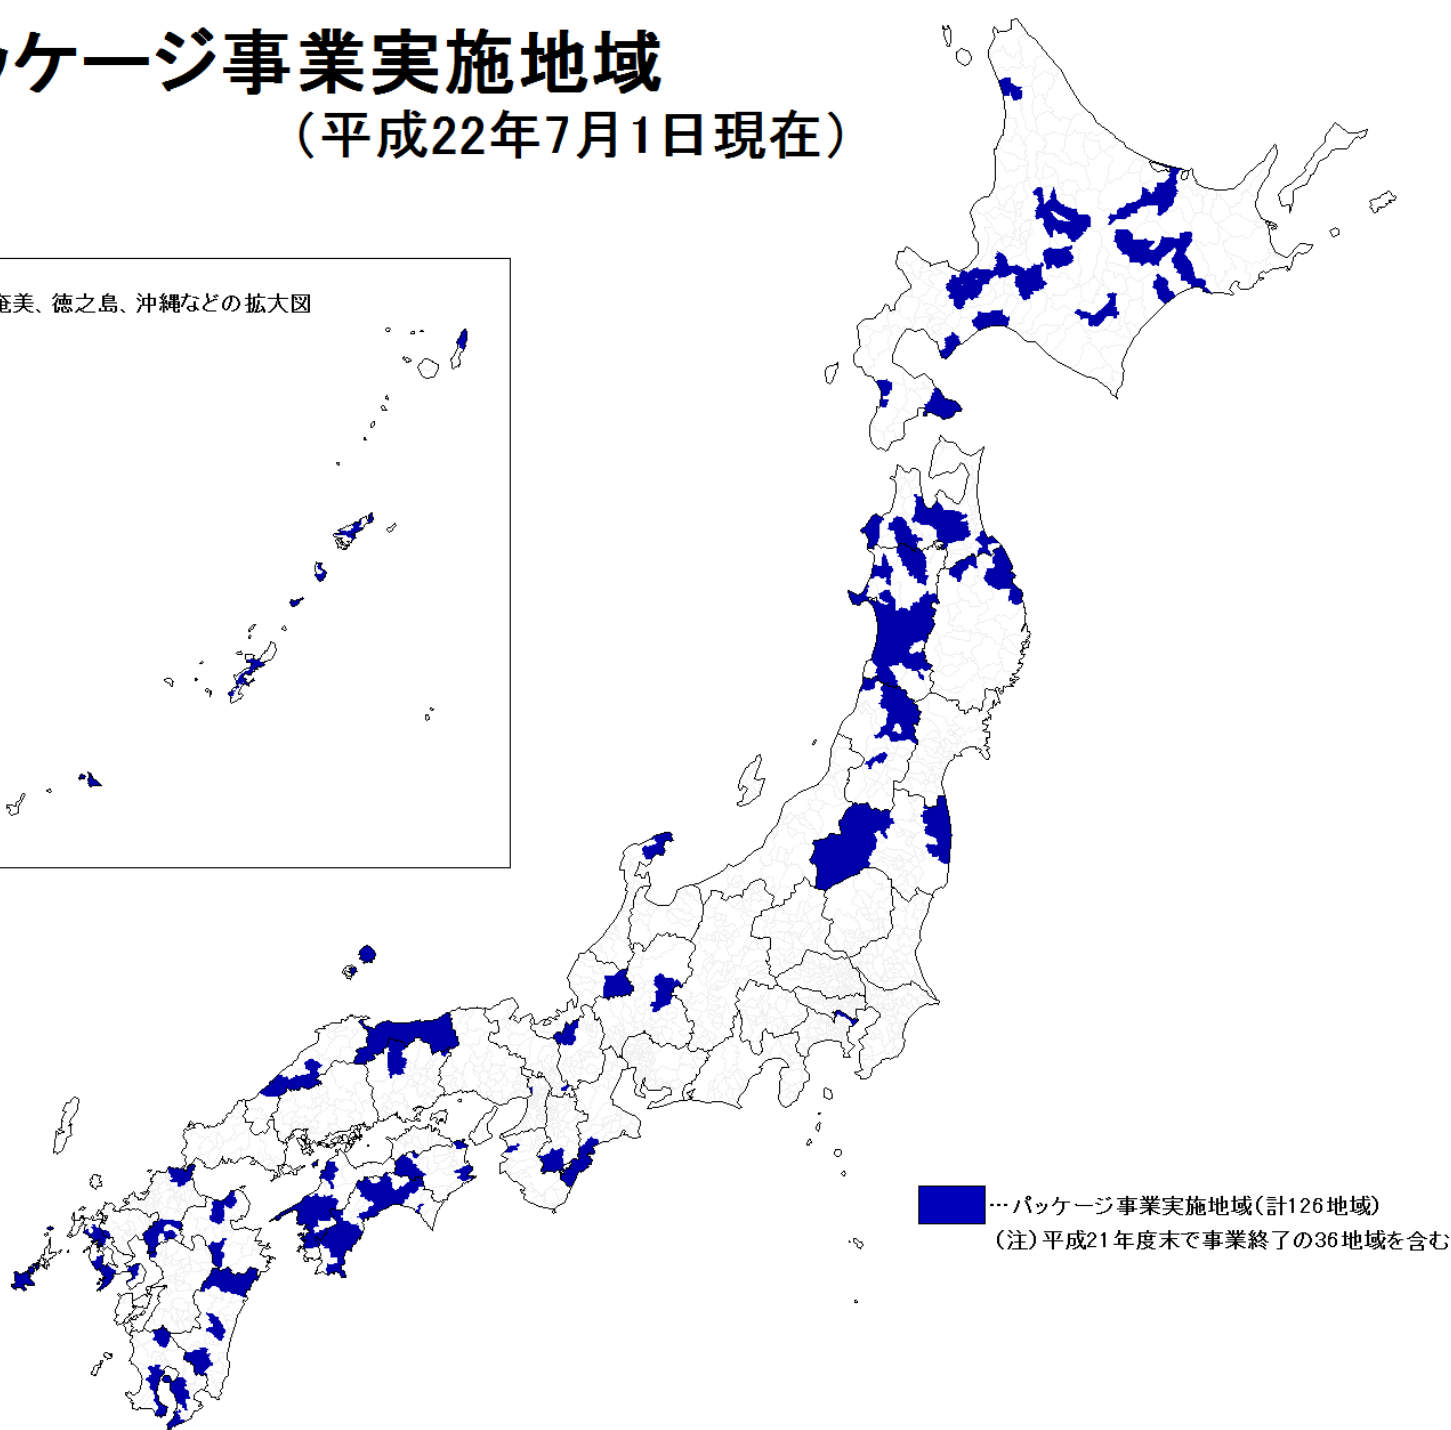 ッケージ事業実施地域
（平成22年7月1日現在）
奄美、徳之島、沖縄などの拡大図
…パッケージ事業実施地域（計126地域）
（注）平成21年度末で事業終了の36地域を含む